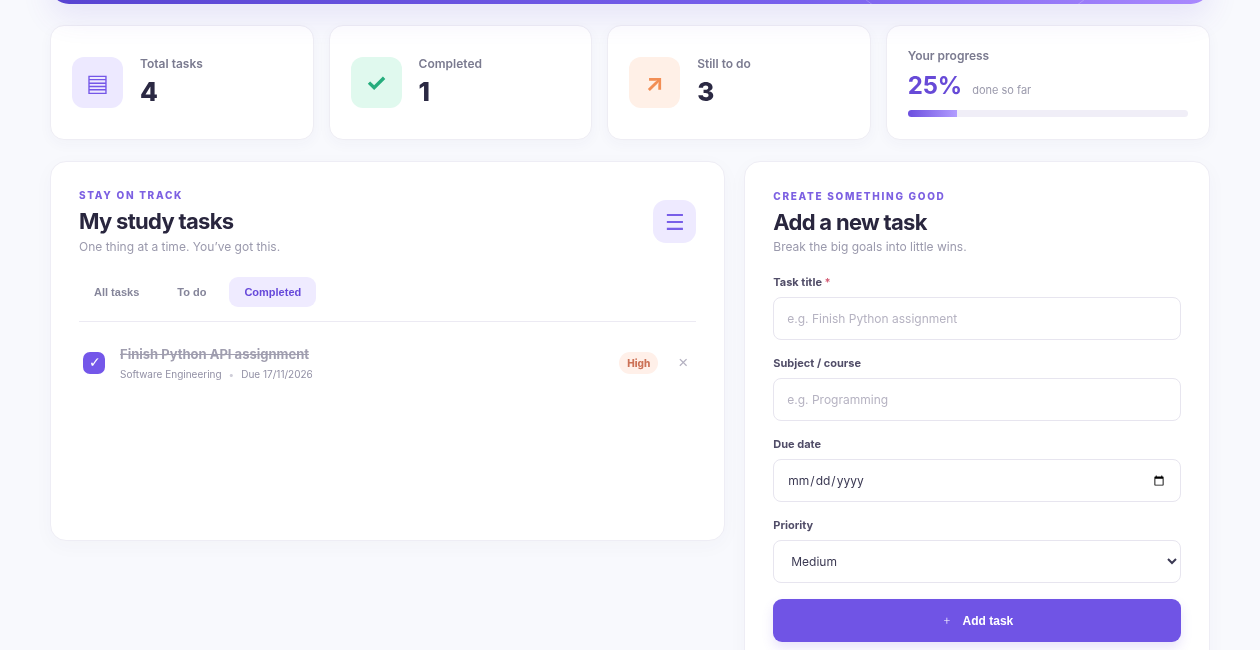 Total tasks
4
Completed
1
Still to do
3
Your progress
25% done so far
STAY ON TRACK
My study tasks
One thing at a time. You’ve got this.
All tasks To do Completed
Finish Python API assignment
Software Engineering • Due 17/11/2026
High
CREATE SOMETHING GOOD
Add a new task
Break the big goals into little wins.
Task title *
e.g. Finish Python assignment
Subject / course
e.g. Programming
Due date
mm/dd/yyyy
Priority
Medium
+ Add task